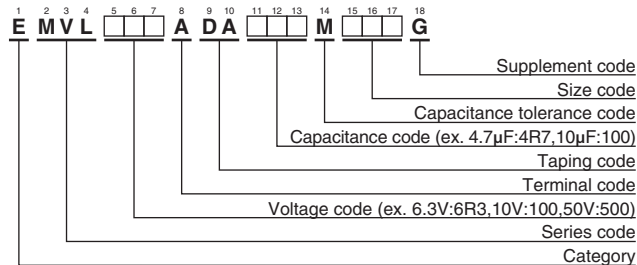 1 2 3 4 5 6 7 8 9 10 11 12 13 14 15 16 17 18
E MVL □□□ A DA □□□ M □□□ G
Supplement code
Size code
Capacitance tolerance code
Capacitance code (ex. 4.7μF:4R7,10μF:100)
Taping code
Terminal code
Voltage code (ex. 6.3V:6R3,10V:100,50V:500)
Series code
Category